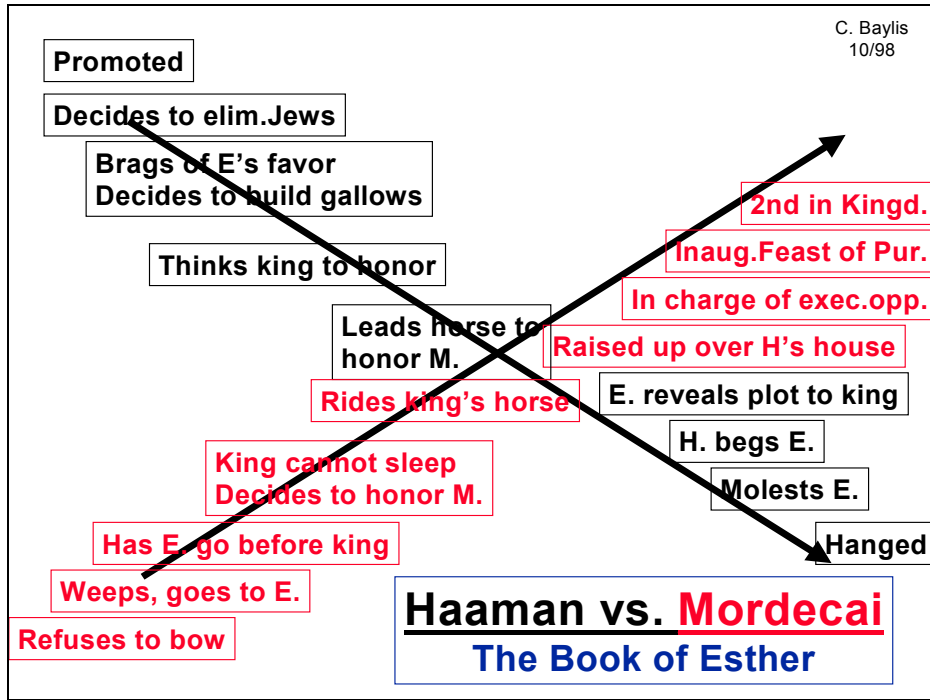 C. Baylis
10/98
Promoted
Decides to elim.Jews
Brags of E's favor
Decides to build gallows
Thinks king to honor
Leads horse to
honor M.
Rides king's horse
King cannot sleep
Decides to honor M.
Has E. go before king
Weeps, goes to E.
Refuses to bow
2nd in Kingd.
Inaug.Feast of Pur.
In charge of exec.opp.
Raised up over H's house
E. reveals plot to king
H. begs E.
Molests E.
Hanged
Haaman vs. Mordecai
The Book of Esther